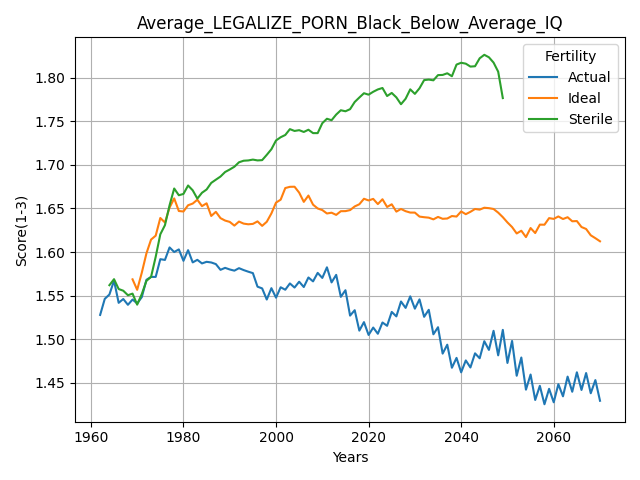 Average_LEGALIZE_PORN_Black_Below_Average_IQ
Fertility
Actual
Ideal
Sterile
Score(1-3)
1.80
1.75
1.70
1.65
1.60
1.55
1.50
1.45
1960
1980
2000
2020
2040
2060
Years